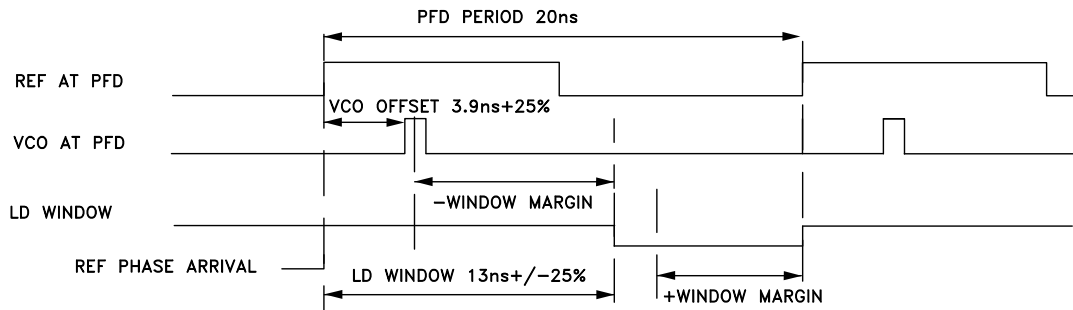 PFD PERIOD 20ns
REF AT PFD
VCO OFFSET 3.9ns+25%
VCO AT PFD
-WINDOW MARGIN
LD WINDOW
REF PHASE ARRIVAL
LD WINDOW 13ns+/-25%
+WINDOW MARGIN